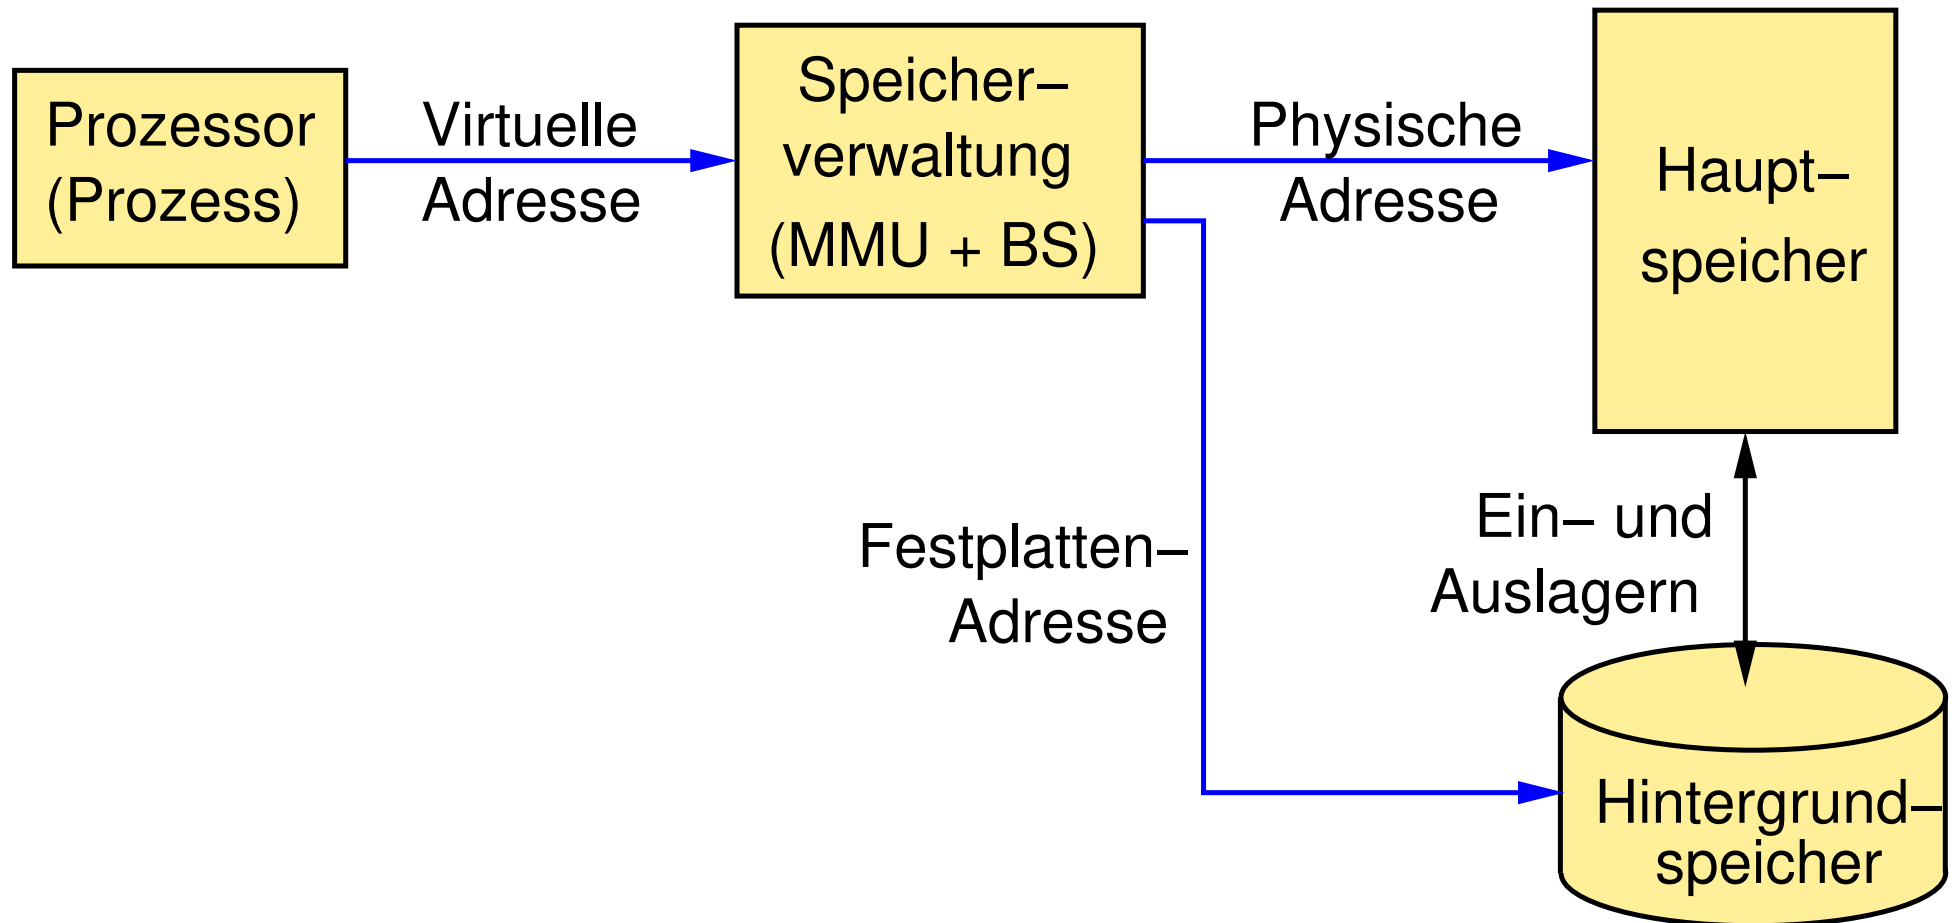 Prozessor
(Prozess)
Virtuelle
Adresse
Speicher–
verwaltung
(MMU + BS)
Physische
Adresse
Haupt–
speicher
Festplatten–
Adresse
Ein– und
Auslagern
Hintergrund–
speicher